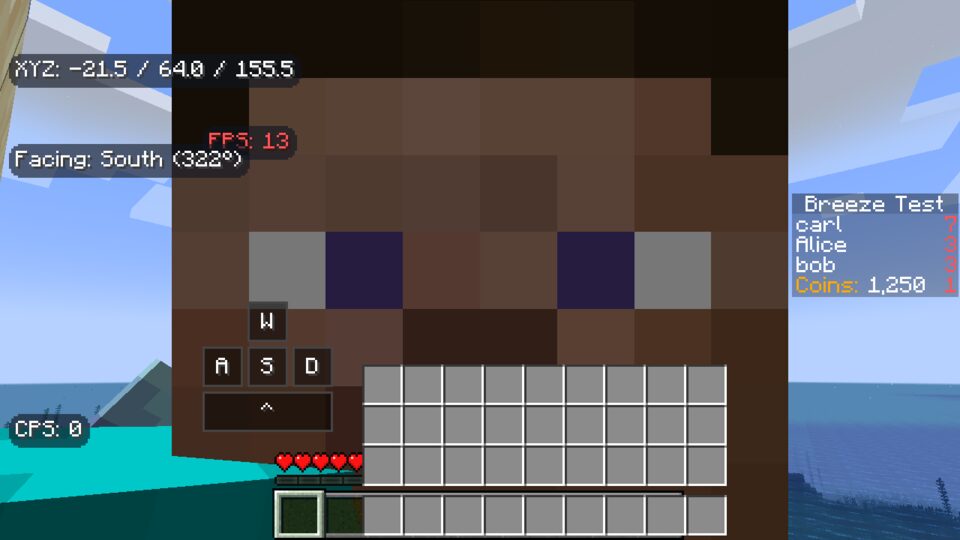 XYZ: -21.5 / 64.0 / 155.5
FPS: 13
Facing: South (322°)
Breeze Test
carl
Alice 3
bob 2
Coins: 1,250 1
W
A S D
^
CPS: 0